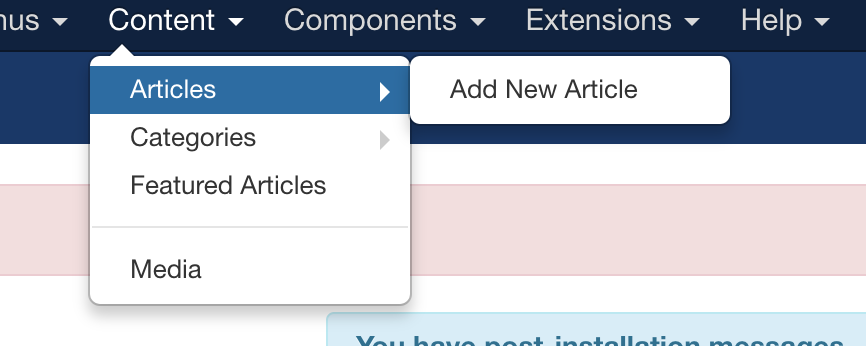 nus Content Components Extensions Help
Articles Add New Article
Categories
Featured Articles
Media
You have post-installation messages